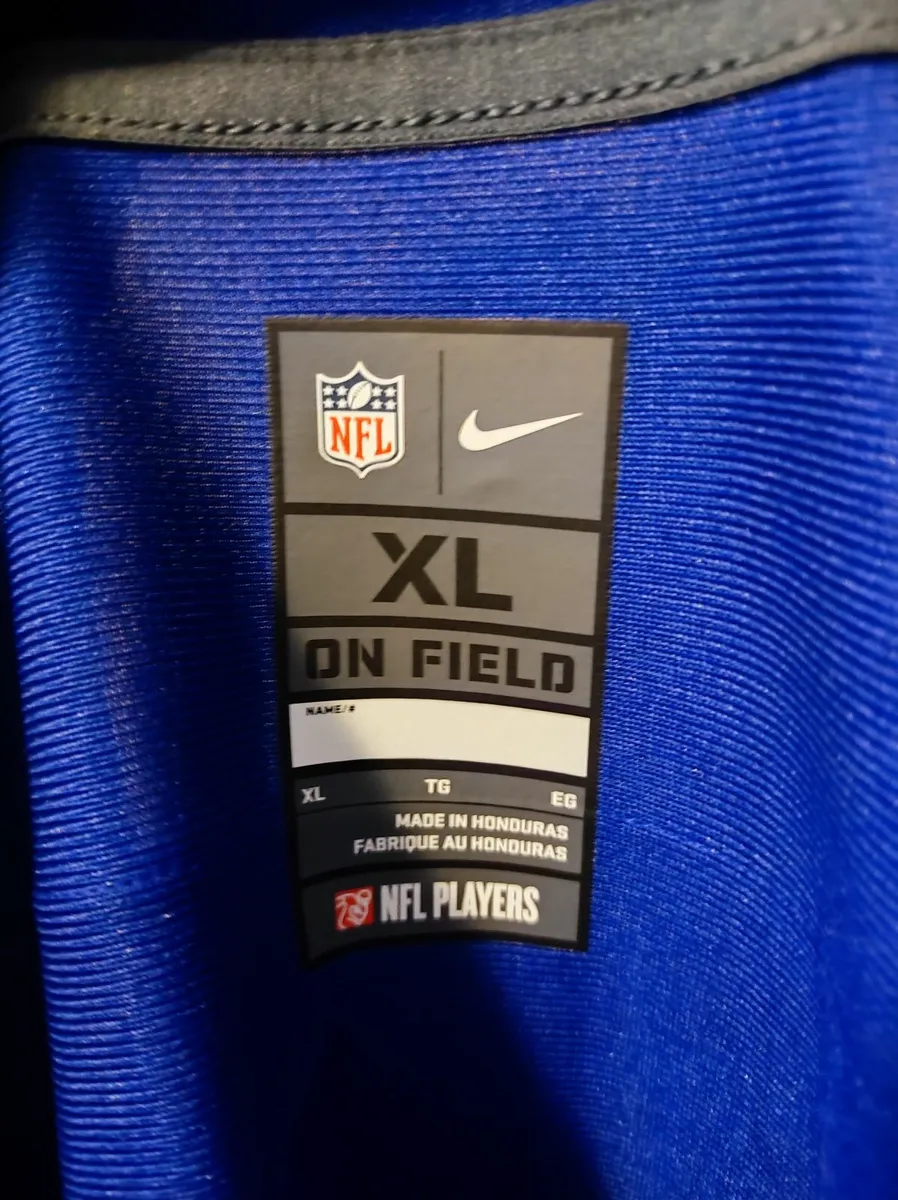 NFL
XL
ON FIELD
NAME/#
XL TG EG
MADE IN HONDURAS
FABRIQUE AU HONDURAS
NFL PLAYERS